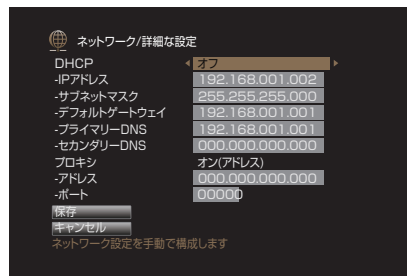 ネットワーク/詳細な設定
DHCP オフ
-IPアドレス 192.168.001.002
-サブネットマスク 255.255.255.000
-デフォルトゲートウェイ 192.168.001.001
-プライマリーDNS 192.168.001.001
-セカンダリーDNS 000.000.000.000
プロキシ オン(アドレス)
-アドレス 000.000.000.000
-ポート 00000
保存
キャンセル
ネットワーク設定を手動で構成します